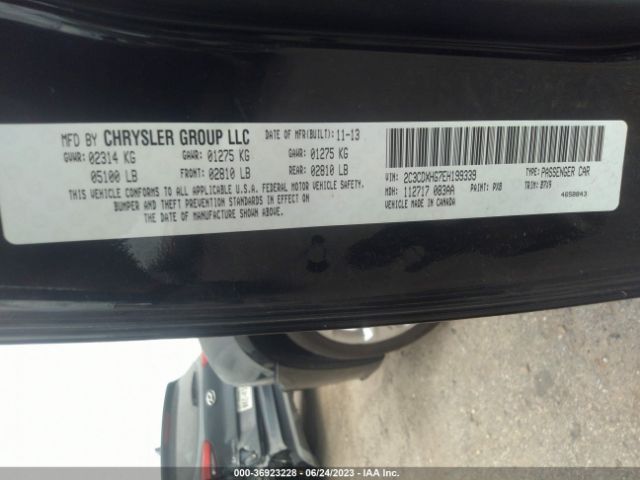 MFD BY CHRYSLER GROUP LLC DATE OF MFR(BUILT): 11-13
GVWR: 02314 KG GAWR: 01275 KG GAWR: 01275 KG
05100 LB FRONT: 02810 LB REAR: 02810 LB
THIS VEHICLE CONFORMS TO ALL APPLICABLE U.S.A. FEDERAL MOTOR VEHICLE SAFETY,
BUMPER AND THEFT PREVENTION STANDARDS IN EFFECT ON
THE DATE OF MANUFACTURE SHOWN ABOVE.
VIN: 2C3CDXHG7EH199339 TYPE: PASSENGER CAR
MDH: 112717 083AA PAINT: PX8 TRIM: B7X9
VEHICLE MADE IN CANADA 4650843
000-36923228 - 06/24/2023 - IAA Inc.